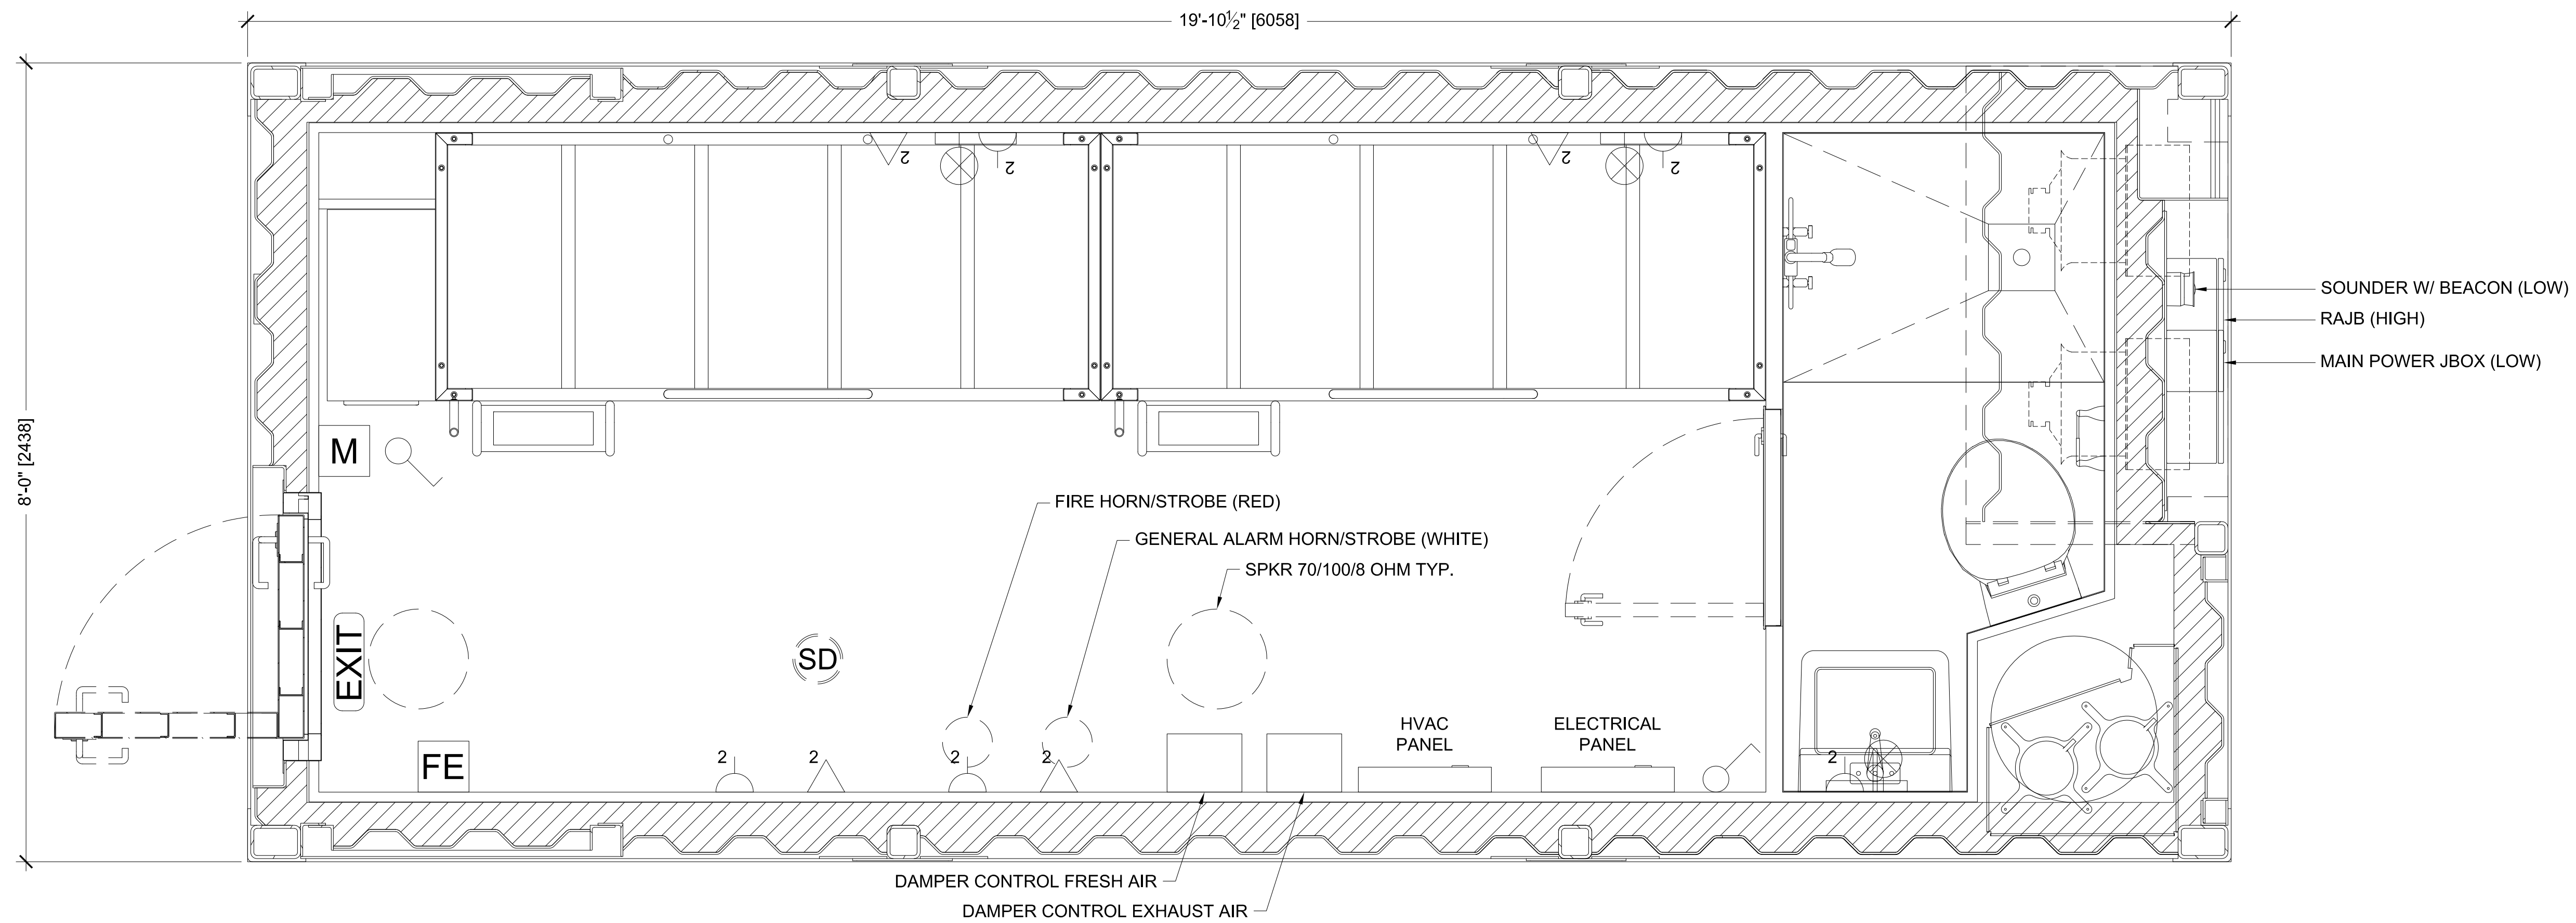 19'-10½" [6058]
8'-0" [2438]
2
2
2
2
SOUNDER W/ BEACON (LOW)
RAJB (HIGH)
MAIN POWER JBOX (LOW)
M
FIRE HORN/STROBE (RED)
GENERAL ALARM HORN/STROBE (WHITE)
SPKR 70/100/8 OHM TYP.
EXIT
SD
HVAC
PANEL
ELECTRICAL
PANEL
FE
2
2
2
2
2
DAMPER CONTROL FRESH AIR
DAMPER CONTROL EXHAUST AIR